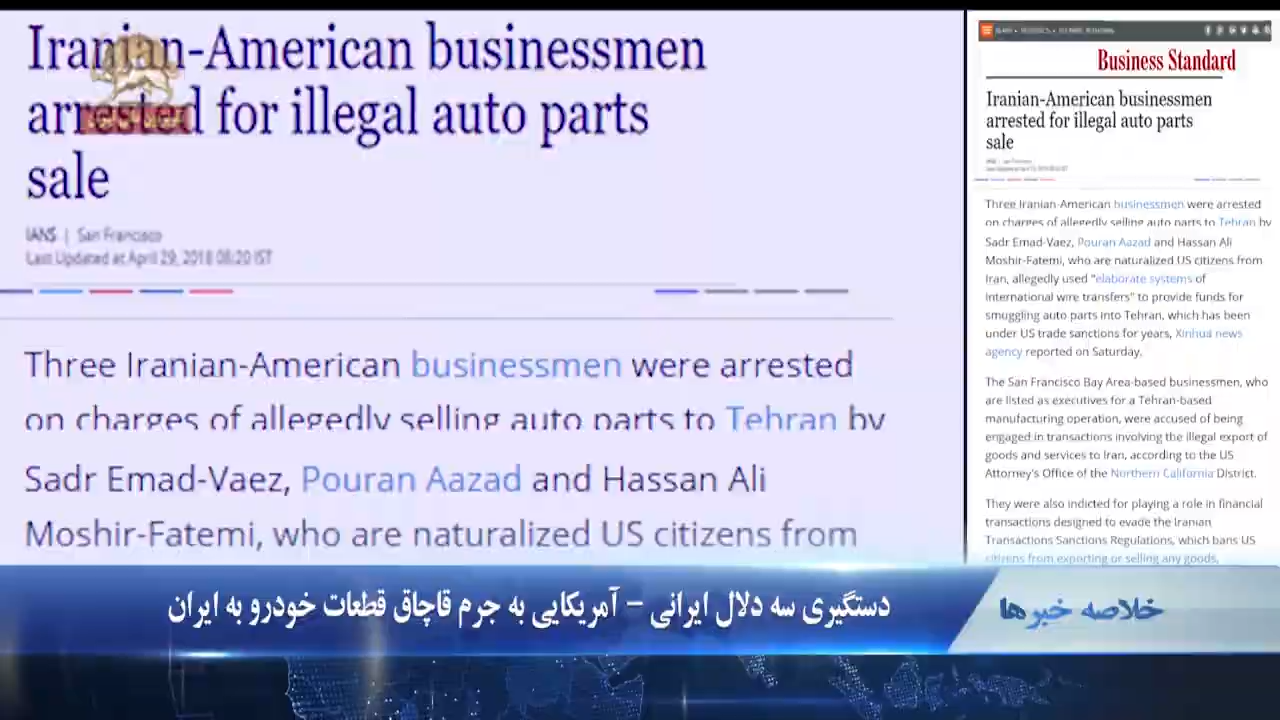 Iranian-American businessmen
arrested for illegal auto parts
sale
IANS | San Francisco
Last Updated at April 29, 2018 08:20 IST
Three Iranian-American businessmen were arrested
on charges of allegedly selling auto parts to Tehran by
Sadr Emad-Vaez, Pouran Aazad and Hassan Ali
Moshir-Fatemi, who are naturalized US citizens from
Business Standard
Iranian-American businessmen
arrested for illegal auto parts
sale
Three Iranian-American businessmen were arrested
on charges of allegedly selling auto parts to Tehran by
Sadr Emad-Vaez, Pouran Aazad and Hassan Ali
Moshir-Fatemi, who are naturalized US citizens from
Iran, allegedly used "elaborate systems of
international wire transfers" to provide funds for
smuggling auto parts into Tehran, which has been
under US trade sanctions for years, Xinhua news
agency reported on Saturday.
The San Francisco Bay Area-based businessmen, who
are listed as executives for a Tehran-based
manufacturing operation, were accused of being
engaged in transactions involving the illegal export of
goods and services to Iran, according to the US
Attorney's Office of the Northern California District.
They were also indicted for playing a role in financial
transactions designed to evade the Iranian
Transactions Sanctions Regulations, which bans US
citizens from exporting or selling any goods,
خلاصه خبرها
دستگیری سه دلال ایرانی – آمریکایی به جرم قاچاق قطعات خودرو به ایران